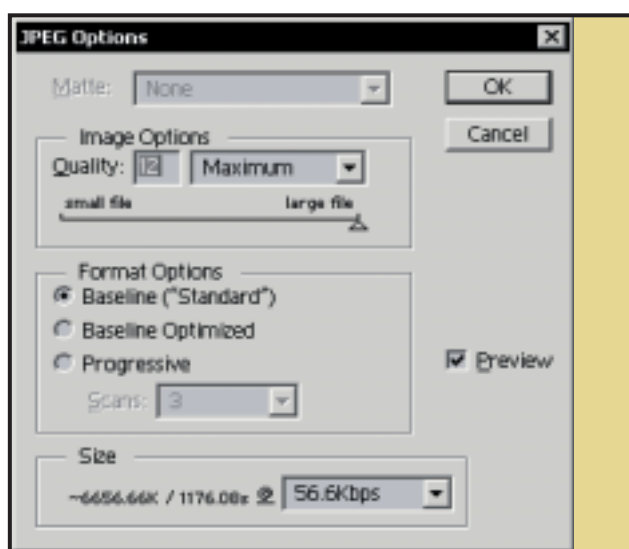 JPEG Options
Matte: None
OK
Image Options
Cancel
Quality: 12 Maximum
small file large file
Format Options
Baseline ("Standard")
Baseline Optimized
Progressive
Preview
Scans: 3
Size
~6656.66K / 1176.08s @ 56.6Kbps